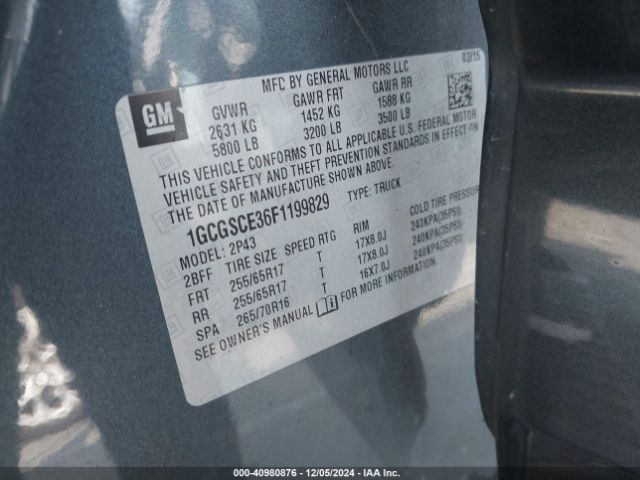 MFD BY GENERAL MOTORS LLC 03/15
GM
GVWR GAWR FRT GAWR RR
2631 KG 1452 KG 1588 KG
5800 LB 3200 LB 3500 LB
THIS VEHICLE CONFORMS TO ALL APPLICABLE U.S. FEDERAL MOTOR
VEHICLE SAFETY AND THEFT PREVENTION STANDARDS IN EFFECT ON
THE DATE OF MANUFACTURE SHOWN ABOVE.
1GCGSCE36F1199829 TYPE: TRUCK
MODEL: 2P43
2BFF TIRE SIZE SPEED RTG RIM COLD TIRE PRESSUR
FRT 255/65R17 T 17X8.0J 240KPA(35PSI)
RR 255/65R17 T 17X8.0J 240KPA(35PSI)
SPA 265/70R16 T 16X7.0J 240KPA(35PSI)
SEE OWNER'S MANUAL FOR MORE INFORMATION.
000-40980876 - 12/05/2024 - IAA Inc.